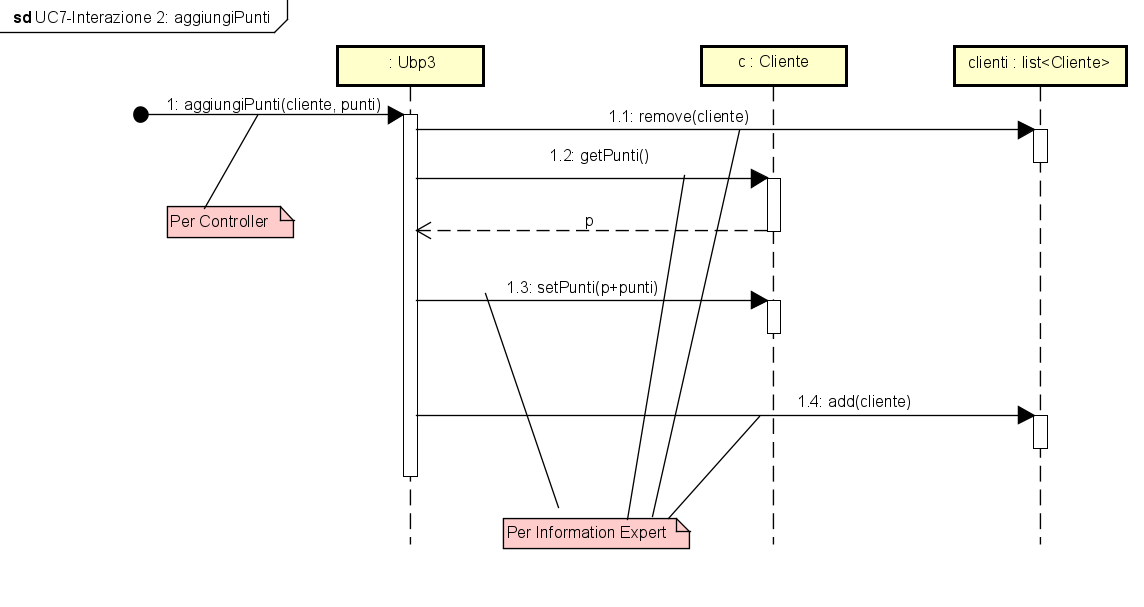 sd UC7-Interazione 2: aggiungiPunti
: Ubp3
c : Cliente
clienti : list<Cliente>
1: aggiungiPunti(cliente, punti)
1.1: remove(cliente)
1.2: getPunti()
Per Controller
p
1.3: setPunti(p+punti)
1.4: add(cliente)
Per Information Expert